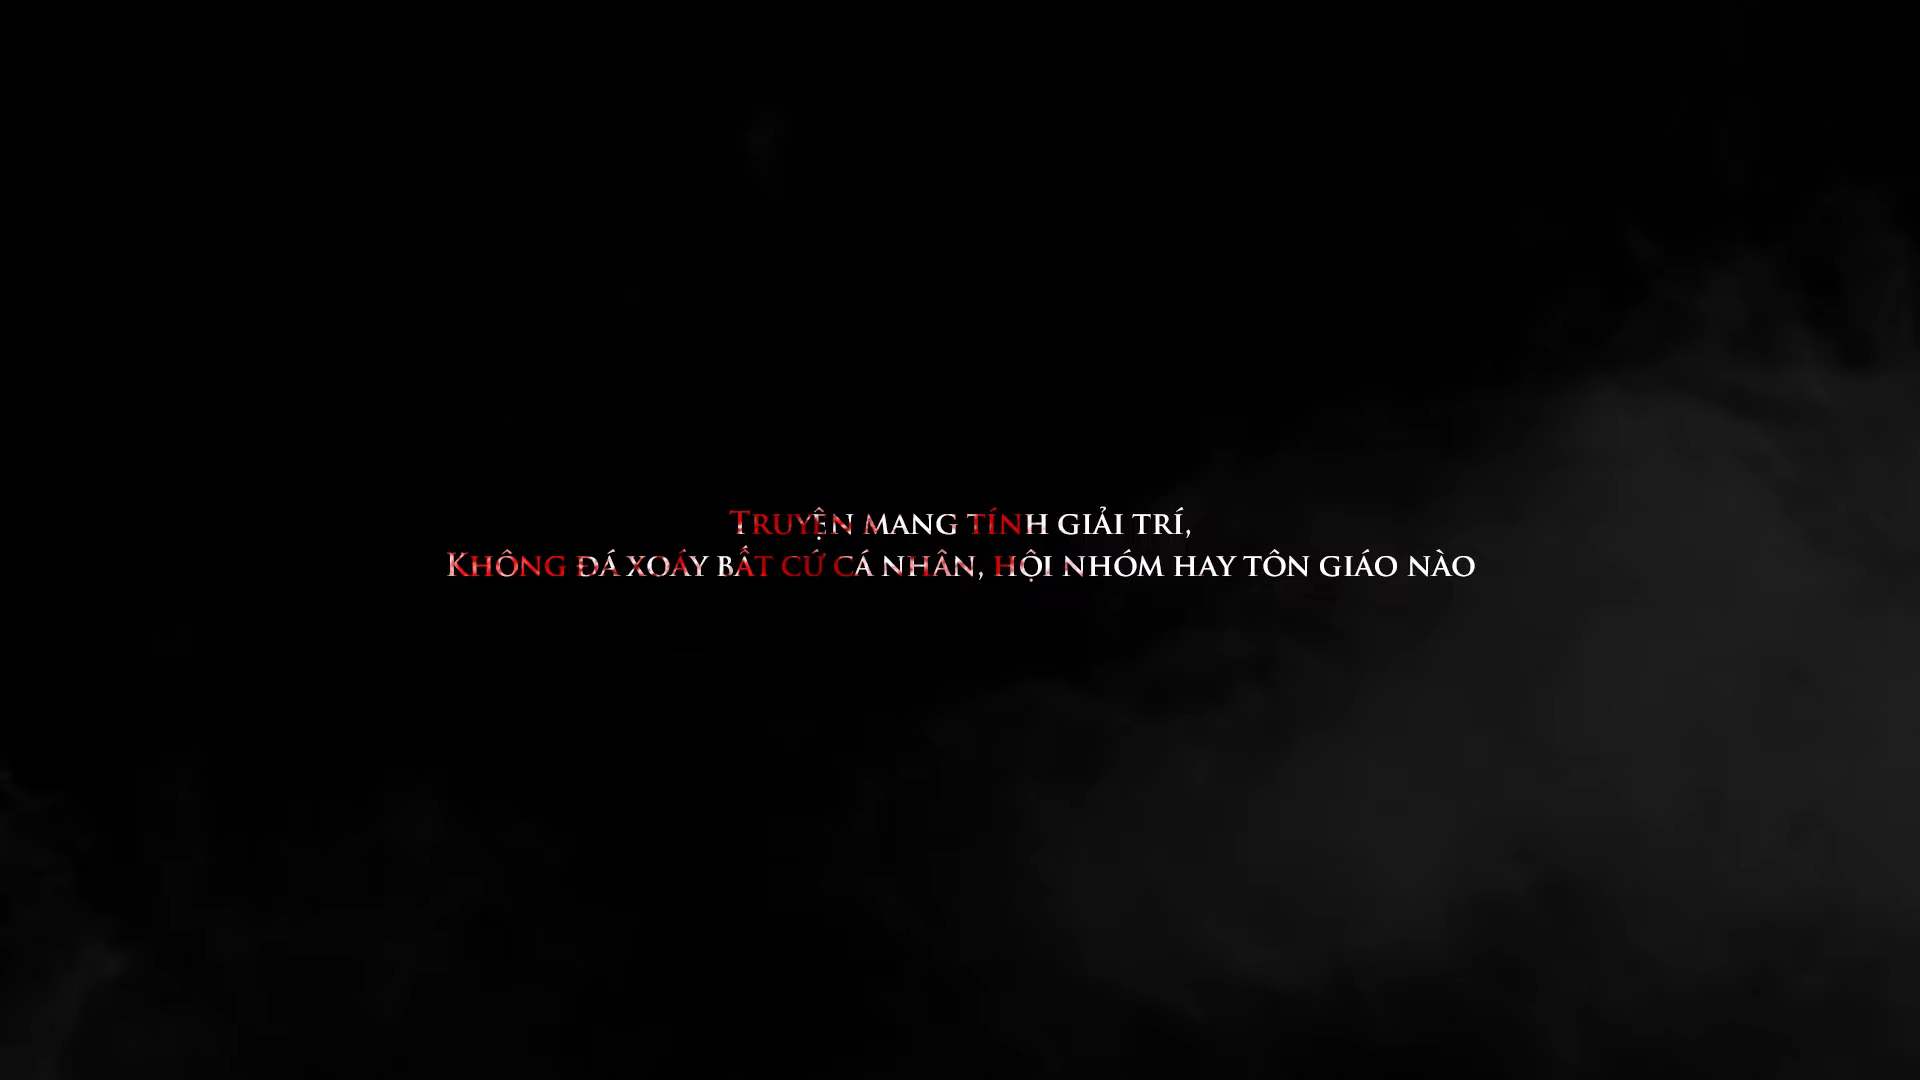 Truyện mang tính giải trí,
Không đá xoáy bất cứ cá nhân, hội nhóm hay tôn giáo nào